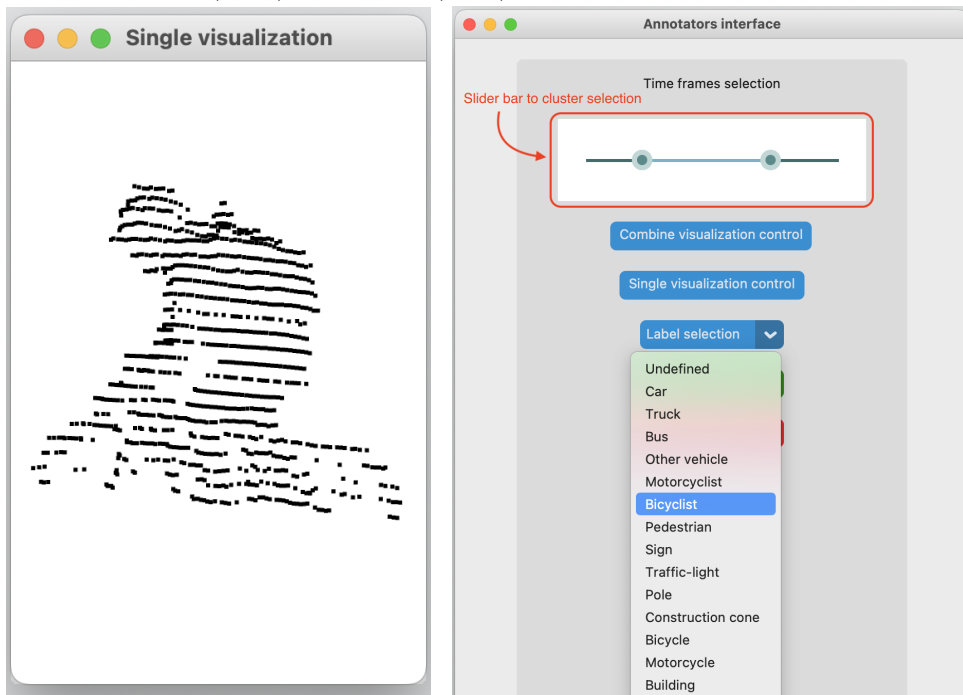 Single visualization
Annotators interface
Time frames selection
Slider bar to cluster selection
Combine visualization control
Single visualization control
Label selection
Undefined
Car
Truck
Bus
Other vehicle
Motorcyclist
Bicyclist
Pedestrian
Sign
Traffic-light
Pole
Construction cone
Bicycle
Motorcycle
Building